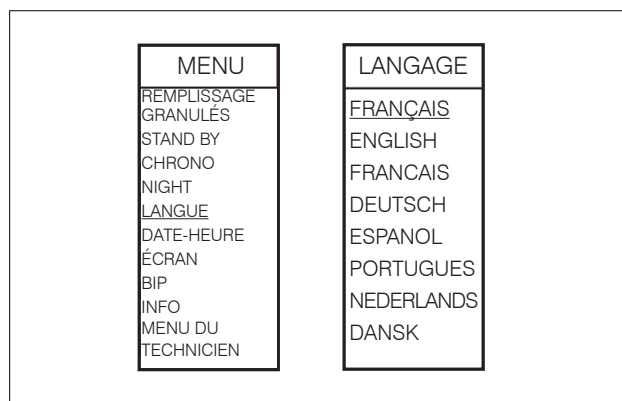 MENU
REMPLISSAGE
GRANULÉS
STAND BY
CHRONO
NIGHT
LANGUE
DATE-HEURE
ÉCRAN
BIP
INFO
MENU DU
TECHNICIEN
LANGAGE
FRANÇAIS
ENGLISH
FRANCAIS
DEUTSCH
ESPANOL
PORTUGUES
NEDERLANDS
DANSK